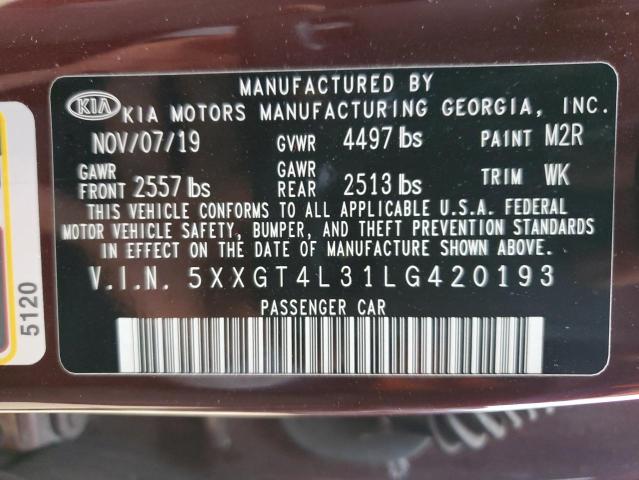 MANUFACTURED BY
KIA KIA MOTORS MANUFACTURING GEORGIA, INC.
NOV/07/19 GVWR 4497 lbs PAINT M2R
GAWR FRONT 2557 lbs GAWR REAR 2513 lbs TRIM WK
THIS VEHICLE CONFORMS TO ALL APPLICABLE U.S.A. FEDERAL
MOTOR VEHICLE SAFETY, BUMPER, AND THEFT PREVENTION STANDARDS
IN EFFECT ON THE DATE OF MANUFACTURE SHOWN ABOVE.
V.I.N. 5XXGT4L31LG420193
PASSENGER CAR
5120